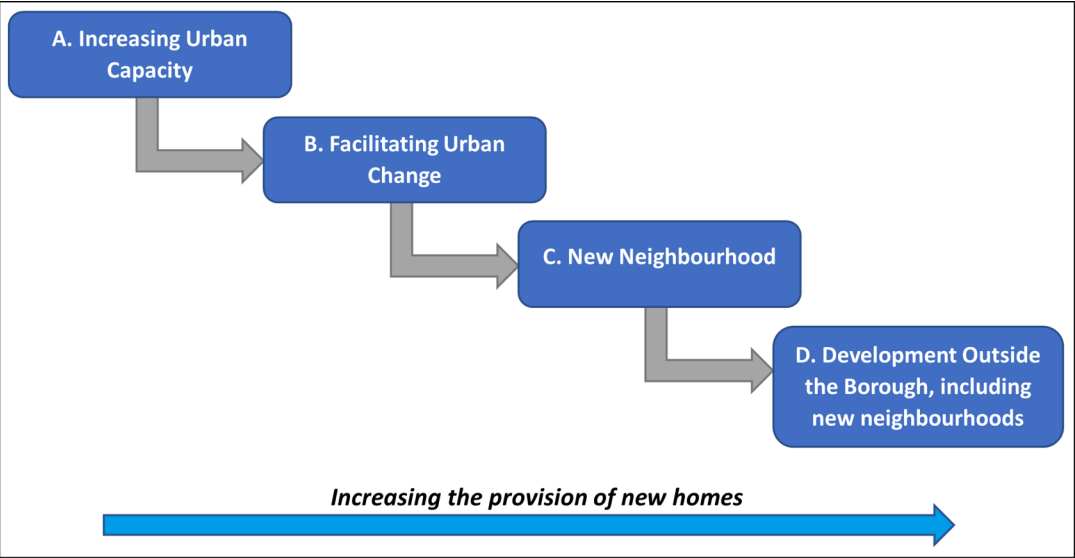 A. Increasing Urban
Capacity
B. Facilitating Urban
Change
C. New Neighbourhood
D. Development Outside
the Borough, including
new neighbourhoods
Increasing the provision of new homes